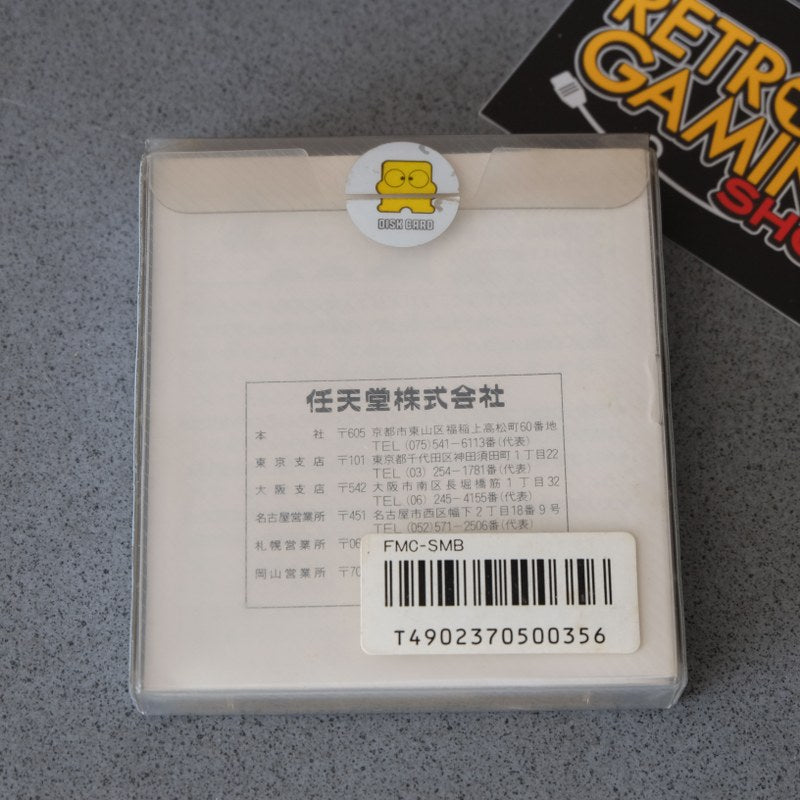 RETRO
GAMIN
SHO
DISK CARD
任天堂株式会社
本 社 〒605 京都市東山区福稲上高松町60番地
TEL (075)541-6113番(代表)
東京支店 〒101 東京都千代田区神田須田町1丁目22
TEL (03) 254-1781番(代表)
大阪支店 〒542 大阪市南区長堀橋筋1丁目32
TEL (06) 245-4155番(代表)
名古屋営業所 〒451 名古屋市西区幅下2丁目18番9号
TEL (052)571-2506番(代表)
札幌営業所 〒06
岡山営業所 〒70
FMC-SMB
T4902370500356